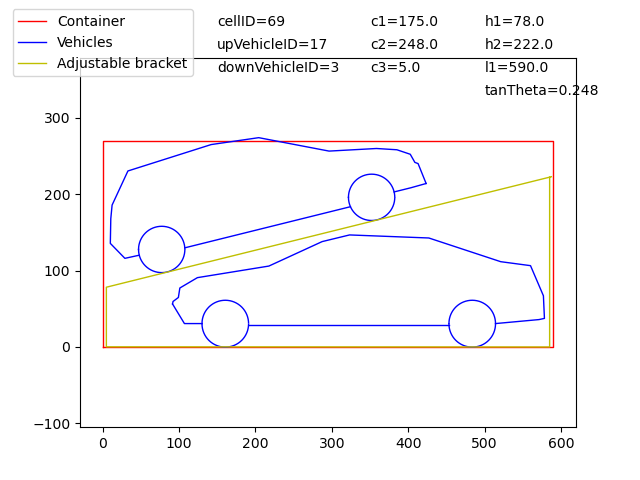 Container
Vehicles
Adjustable bracket
cellID=69
upVehicleID=17
downVehicleID=3
c1=175.0
c2=248.0
c3=5.0
h1=78.0
h2=222.0
l1=590.0
tanTheta=0.248
300
200
100
0
−100
0 100 200 300 400 500 600